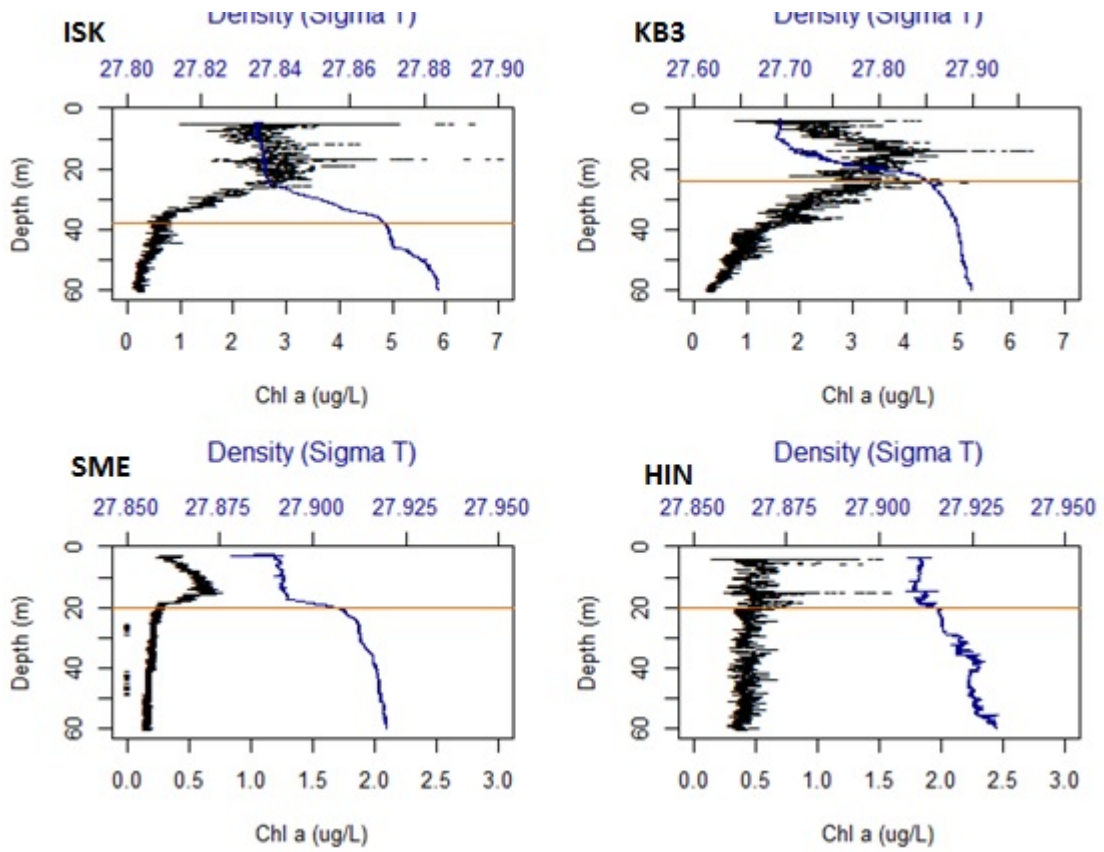 Density (Sigma T)
ISK
27.80 27.82 27.84 27.86 27.88 27.90
Depth (m)
0 20 40 60
0 1 2 3 4 5 6 7
Chl a (ug/L)
Density (Sigma T)
KB3
27.60 27.70 27.80 27.90
Depth (m)
0 20 40 60
0 1 2 3 4 5 6 7
Chl a (ug/L)
Density (Sigma T)
SME
27.850 27.875 27.900 27.925 27.950
Depth (m)
0 20 40 60
0.0 0.5 1.0 1.5 2.0 2.5 3.0
Chl a (ug/L)
Density (Sigma T)
HIN
27.850 27.875 27.900 27.925 27.950
Depth (m)
0 20 40 60
0.0 0.5 1.0 1.5 2.0 2.5 3.0
Chl a (ug/L)